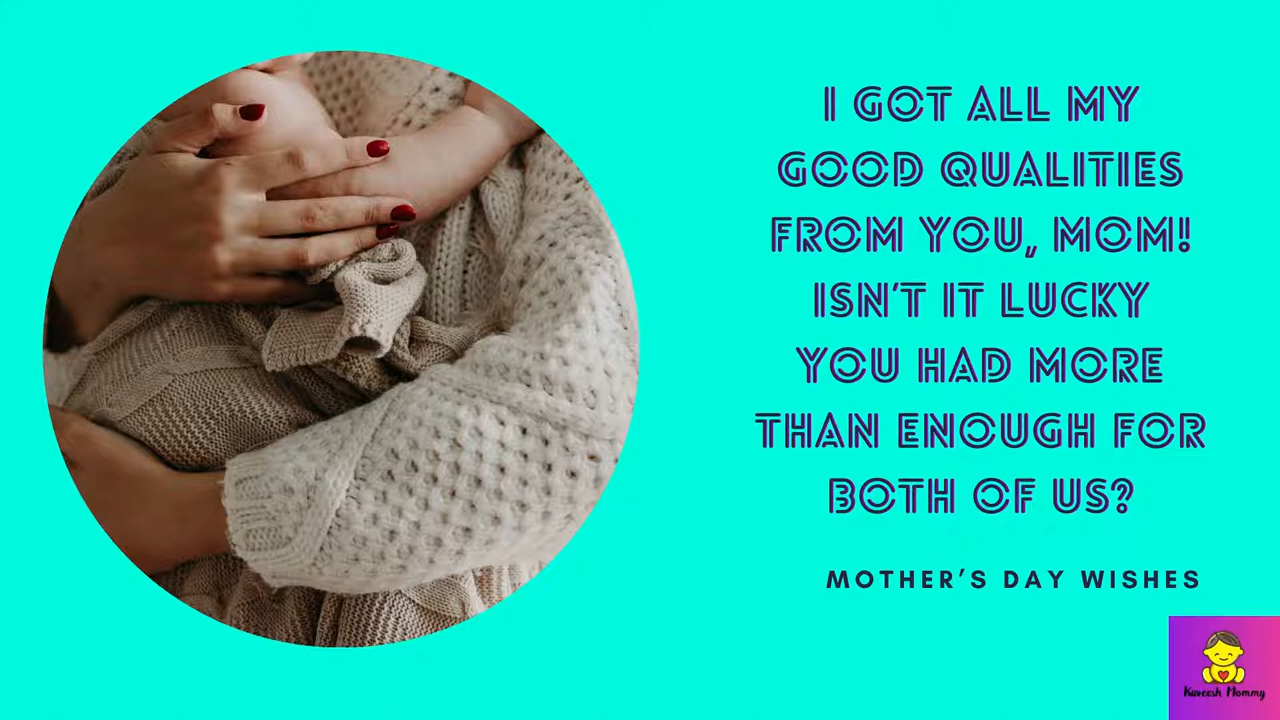 I GOT ALL MY
GOOD QUALITIES
FROM YOU, MOM!
ISN'T IT LUCKY
YOU HAD MORE
THAN ENOUGH FOR
BOTH OF US?
MOTHER'S DAY WISHES
Kaveesh Mommy